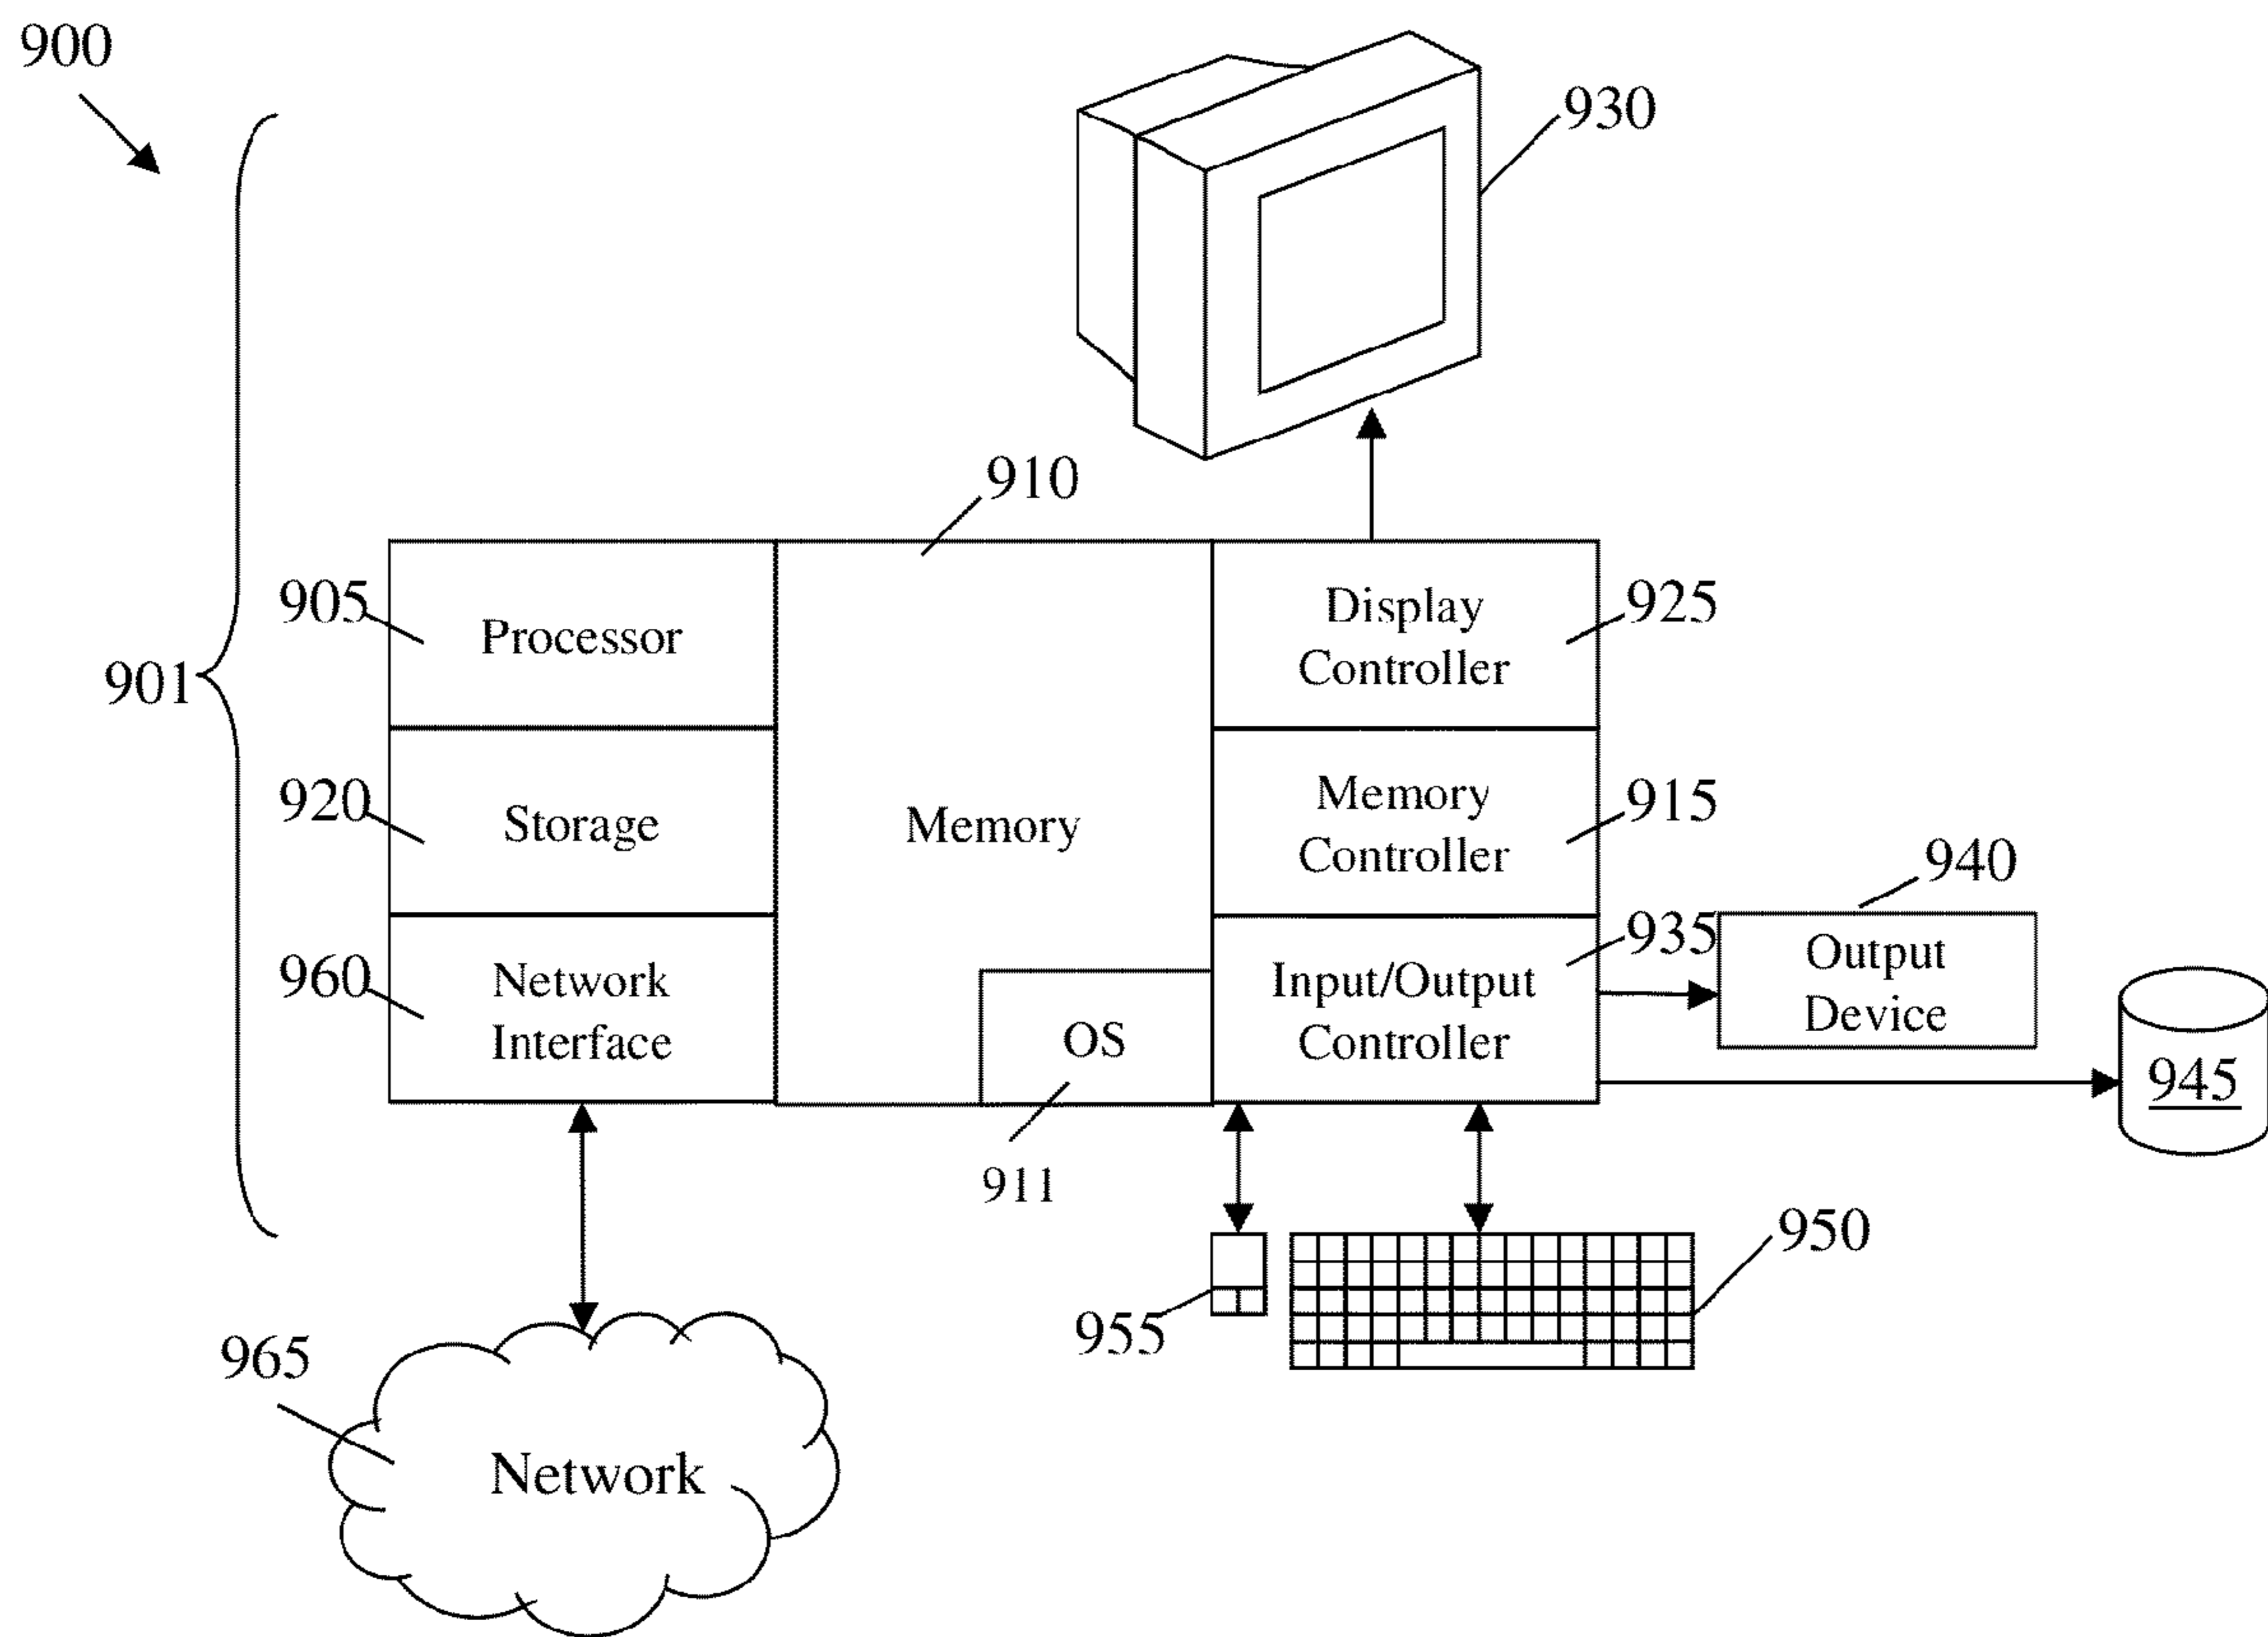 900
930
910
905
Processor
Display
Controller
925
901
920
Storage
Memory
Memory
Controller
915
940
960
Network
Interface
OS
Input/Output
Controller
935
Output
Device
945
911
955
950
965
Network